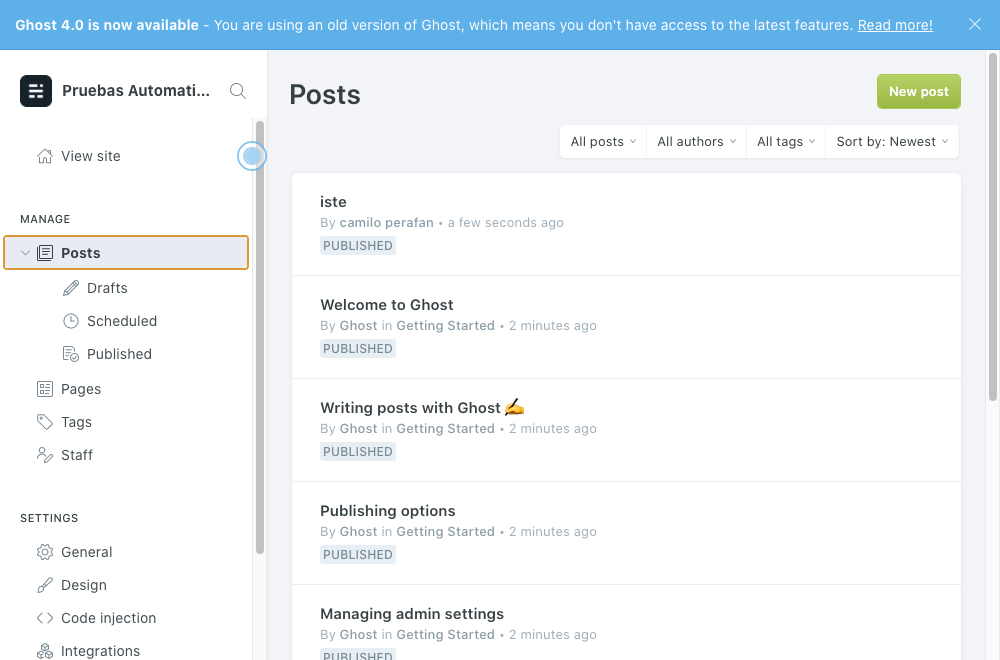 Ghost 4.0 is now available - You are using an old version of Ghost, which means you don't have access to the latest features. Read more!
Pruebas Automati...
View site
MANAGE
Posts
Drafts
Scheduled
Published
Pages
Tags
Staff
SETTINGS
General
Design
Code injection
Integrations
Posts
New post
All posts
All authors
All tags
Sort by: Newest
iste
By camilo perafan • a few seconds ago
PUBLISHED
Welcome to Ghost
By Ghost in Getting Started • 2 minutes ago
PUBLISHED
Writing posts with Ghost ✍️
By Ghost in Getting Started • 2 minutes ago
PUBLISHED
Publishing options
By Ghost in Getting Started • 2 minutes ago
PUBLISHED
Managing admin settings
By Ghost in Getting Started • 2 minutes ago
PUBLISHED